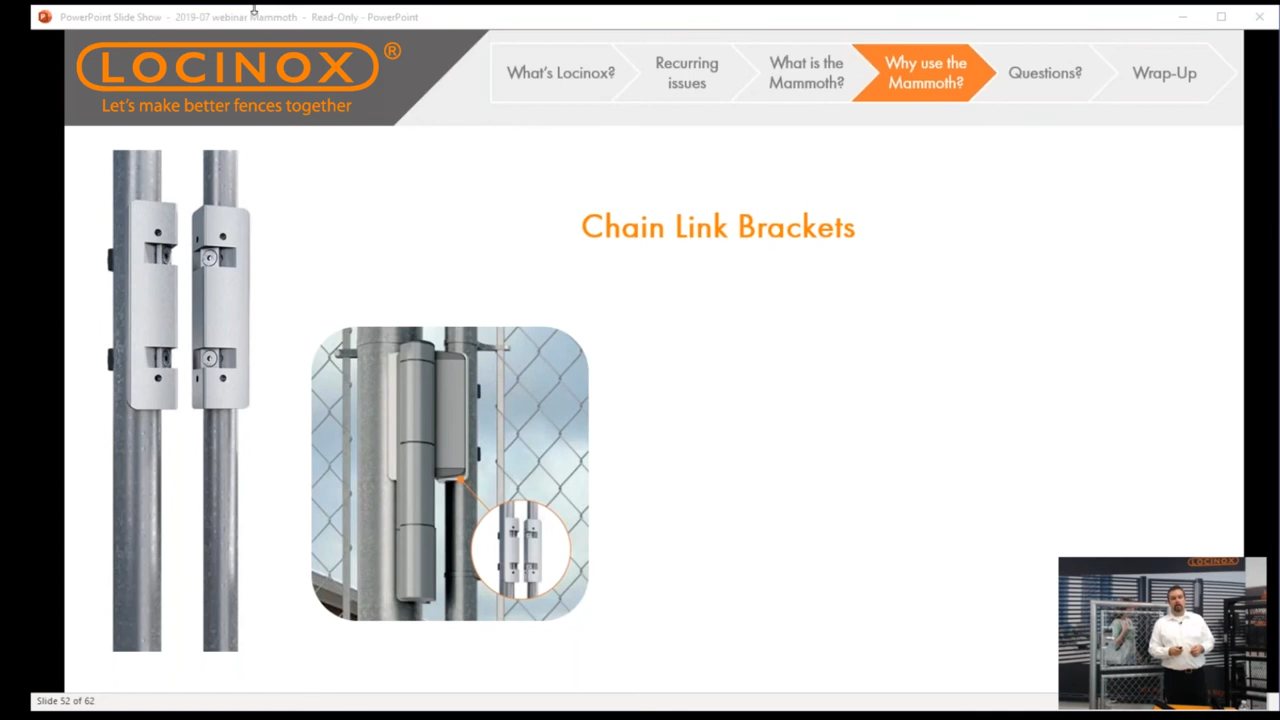 PowerPoint Slide Show - 2019-07 webinar Mammoth - Read-Only - PowerPoint
LOCINOX®
Let's make better fences together
What's Locinox?
Recurring
issues
What is the
Mammoth?
Why use the
Mammoth?
Questions?
Wrap-Up
Chain Link Brackets
LOCINOX
Slide 52 of 62